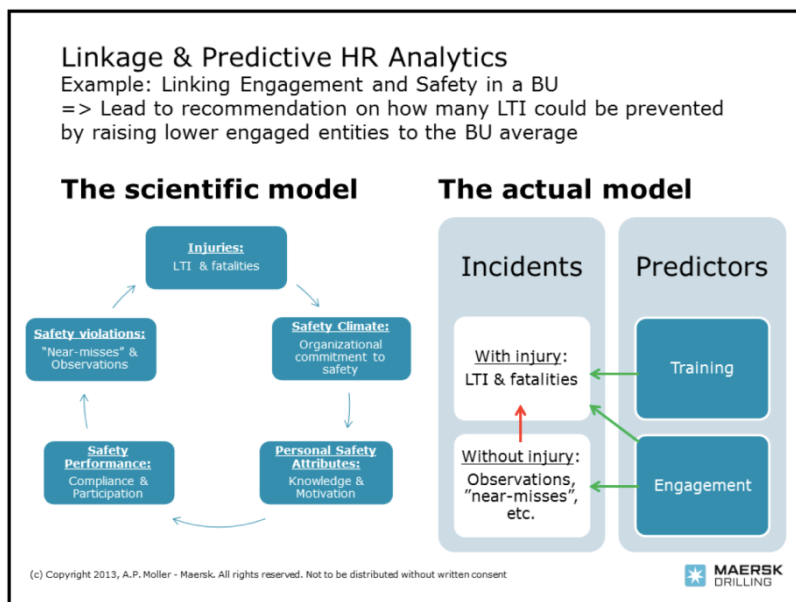 Linkage & Predictive HR Analytics
Example: Linking Engagement and Safety in a BU
=> Lead to recommendation on how many LTI could be prevented
by raising lower engaged entities to the BU average
The scientific model
Injuries:
LTI & fatalities
Safety Climate:
Organizational
commitment to
safety
Personal Safety
Attributes:
Knowledge &
Motivation
Safety
Performance:
Compliance &
Participation
Safety violations:
"Near-misses" &
Observations
The actual model
Incidents
With injury:
LTI & fatalities
Without injury:
Observations,
”near-misses”,
etc.
Predictors
Training
Engagement
(c) Copyright 2013, A.P. Moller - Maersk. All rights reserved. Not to be distributed without written consent
MAERSK
DRILLING